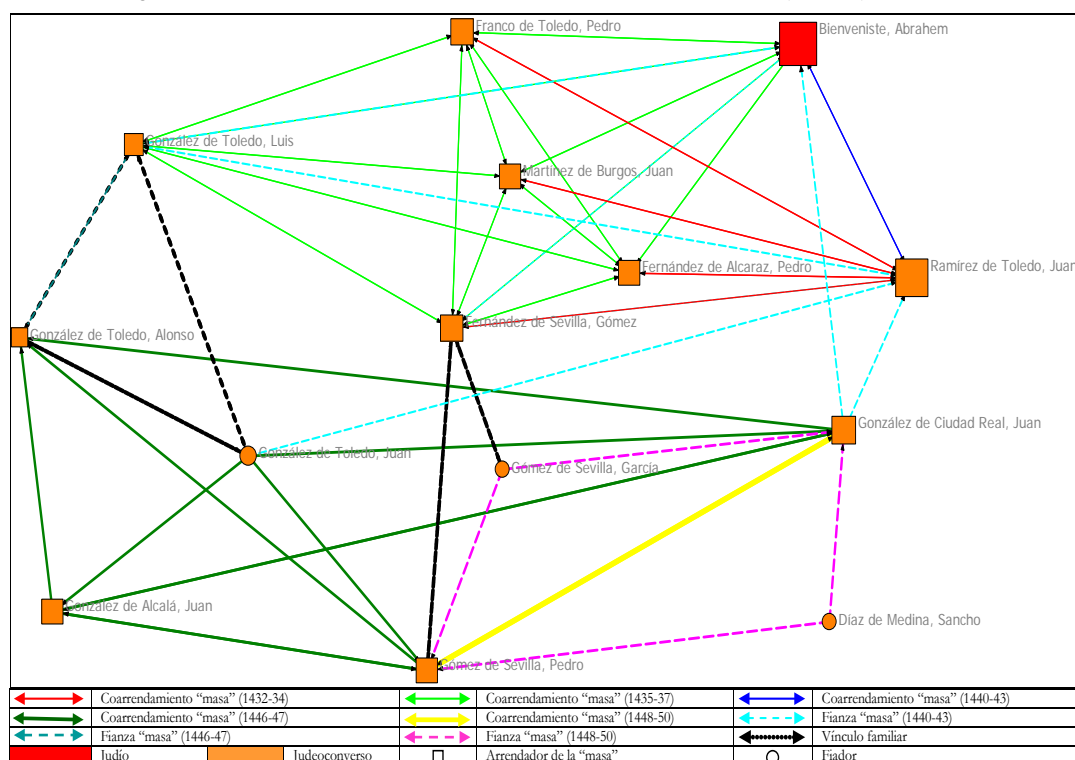 Franco de Toledo, Pedro
Bienveniste, Abrahem
González de Toledo, Luis
Martínez de Burgos, Juan
Fernández de Alcaraz, Pedro
Ramírez de Toledo, Juan
Fernández de Sevilla, Gómez
González de Toledo, Alonso
González de Ciudad Real, Juan
González de Toledo, Juan
Gómez de Sevilla, García
González de Alcalá, Juan
Díaz de Medina, Sancho
Gómez de Sevilla, Pedro
Coarrendamiento “masa” (1432-34)
Coarrendamiento “masa” (1435-37)
Coarrendamiento “masa” (1440-43)
Coarrendamiento “masa” (1446-47)
Coarrendamiento “masa” (1448-50)
Fianza “masa” (1440-43)
Fianza “masa” (1446-47)
Fianza “masa” (1448-50)
Vínculo familiar
Judío
Judeoconverso
Arrendador de la “masa”
Fiador